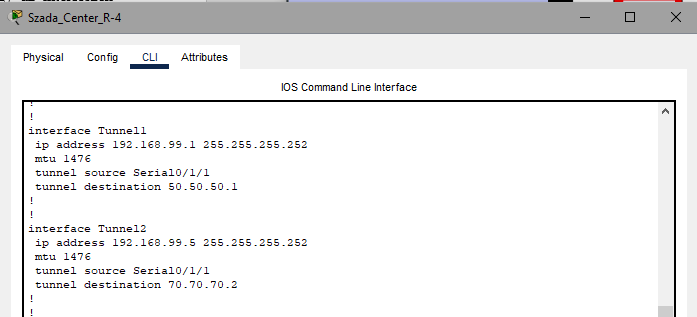 Szada_Center_R-4
Physical Config CLI Attributes
IOS Command Line Interface
!
!
interface Tunnel1
ip address 192.168.99.1 255.255.255.252
mtu 1476
tunnel source Serial0/1/1
tunnel destination 50.50.50.1
!
!
interface Tunnel2
ip address 192.168.99.5 255.255.255.252
mtu 1476
tunnel source Serial0/1/1
tunnel destination 70.70.70.2
!
!